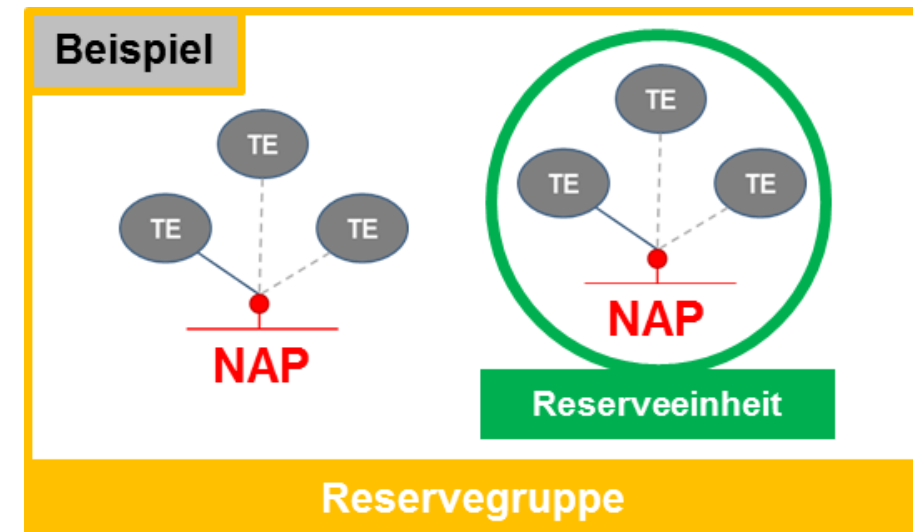 Beispiel
TE
TE
TE
NAP
TE
TE
TE
NAP
Reserveeinheit
Reservegruppe